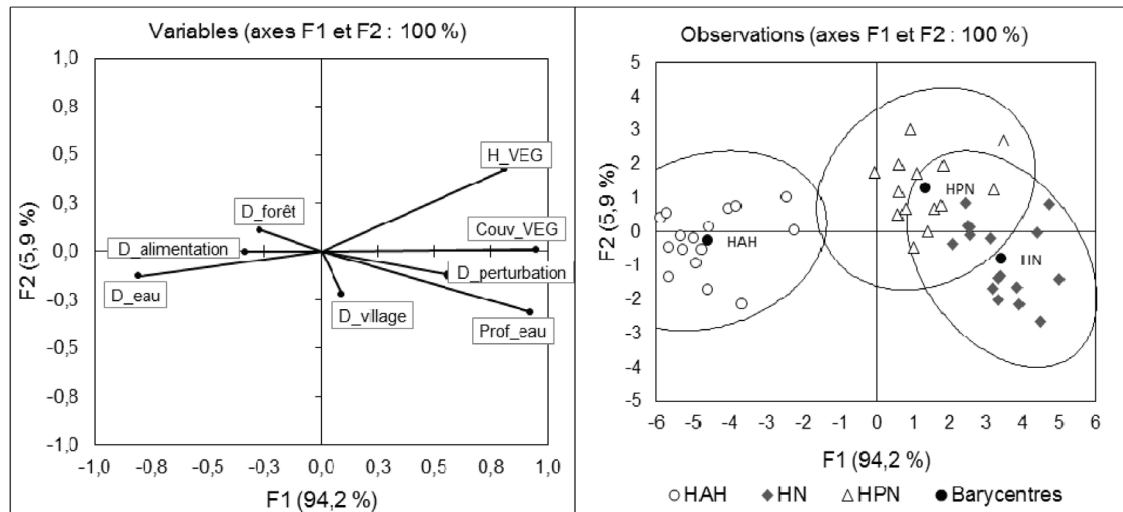 Variables (axes F1 et F2 : 100 %)
F2 (5,9 %)
1,0
0,8
0,5
0,3
0,0
-0,3
-0,5
-0,8
-1,0
H_VEG
D_forêt
Couv_VEG
D_alimentation
D_perturbation
D_eau
D_village
Prof_eau
-1,0 -0,8 -0,5 -0,3 0,0 0,3 0,5 0,8 1,0
F1 (94,2 %)
Observations (axes F1 et F2 : 100 %)
F2 (5,9 %)
5
4
3
2
1
0
-1
-2
-3
-4
-5
HPN
HAH
HN
-6 -5 -4 -3 -2 -1 0 1 2 3 4 5 6
F1 (94,2 %)
HAH HN HPN Barycentres